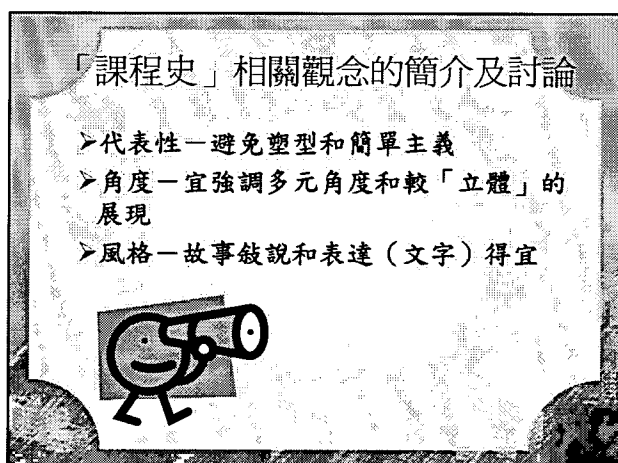 「課程史」相關觀念的簡介及討論
➢代表性－避免塑型和簡單主義
➢角度－宜強調多元角度和較「立體」的
展現
➢風格－故事敍說和表達（文字）得宜